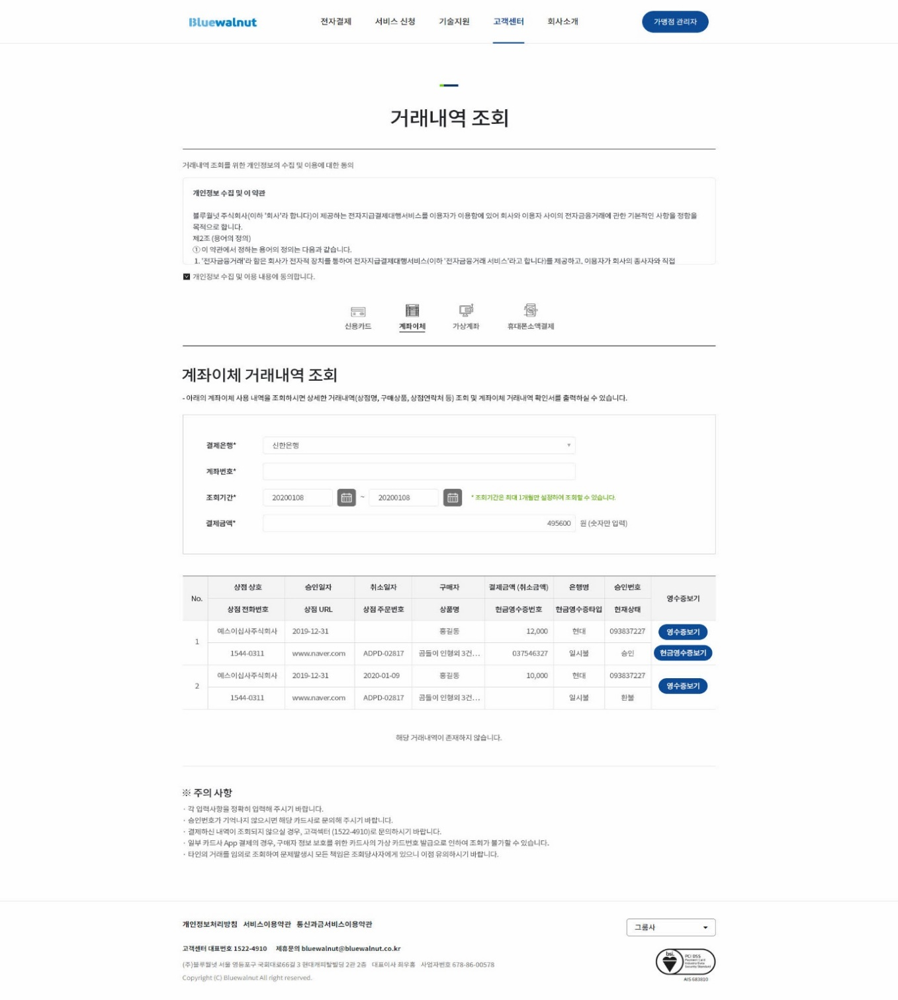 Bluewalnut
전자결제 서비스 신청 기술지원 고객센터 회사소개
가맹점 관리자
거래내역 조회
거래내역 조회를 위한 개인정보의 수집 및 이용에 대한 동의
개인정보 수집 및 이 약관
블루월넛 주식회사(이하 '회사'라 합니다)이 제공하는 전자지급결제대행서비스를 이용자가 이용함에 있어 회사와 이용자 사이의 전자금융거래에 관한 기본적인 사항을 정함을
목적으로 합니다.
제2조 (용어의 정의)
① 이 약관에서 정하는 용어의 정의는 다음과 같습니다.
1. '전자금융거래'라 함은 회사가 전자적 장치를 통하여 전자지급결제대행서비스(이하 '전자금융거래 서비스'라고 합니다)를 제공하고, 이용자가 회사의 종사자와 직접
개인정보 수집 및 이용 내용에 동의합니다.
신용카드 계좌이체 가상계좌 휴대폰소액결제
계좌이체 거래내역 조회
- 아래의 계좌이체 사용 내역을 조회하시면 상세한 거래내역(상점명, 구매상품, 상점연락처 등) 조회 및 계좌이체 거래내역 확인서를 출력하실 수 있습니다.
결제은행* 신한은행
계좌번호*
조회기간* 20200108 ~ 20200108 * 조회기간은 최대 1개월만 설정하여 조회할 수 있습니다.
결제금액* 495600 원 (숫자만 입력)
No. 상점 상호 승인일자 취소일자 구매자 결제금액 (취소금액) 은행명 승인번호 영수증보기
상점 전화번호 상점 URL 상점 주문번호 상품명 현금영수증번호 현금영수증타입 현재상태
1 예스이십사주식회사 2019-12-31 홍길동 12,000 현대 093837227 영수증보기
1544-0311 www.naver.com ADPD-02817 곰돌이 인형외 3건... 037546327 일시불 승인 현금영수증보기
2 예스이십사주식회사 2019-12-31 2020-01-09 홍길동 10,000 현대 093837227 영수증보기
1544-0311 www.naver.com ADPD-02817 곰돌이 인형외 3건... 일시불 환불
해당 거래내역이 존재하지 않습니다.
※ 주의 사항
· 각 입력사항을 정확히 입력해 주시기 바랍니다.
· 승인번호가 기억나지 않으시면 해당 카드사로 문의해 주시기 바랍니다.
· 결제하신 내역이 조회되지 않으실 경우, 고객센터 (1522-4910)로 문의하시기 바랍니다.
· 일부 카드사 App 결제의 경우, 구매자 정보 보호를 위한 카드사의 가상 카드번호 발급으로 인하여 조회가 불가할 수 있습니다.
· 타인의 거래를 임의로 조회하여 문제발생시 모든 책임은 조회당사자에게 있으니 이점 유의하시기 바랍니다.
개인정보처리방침 서비스이용약관 통신과금서비스이용약관
그룹사
고객센터 대표번호 1522-4910 제휴문의 bluewalnut@bluewalnut.co.kr
(주)블루월넛 서울 영등포구 국회대로66길 3 현대캐피탈빌딩 2관 2층 대표이사 최우홍 사업자번호 678-86-00578
Copyright (C) Bluewalnut All right reserved.
bsi.
PCI DSS
Payment Card
Industry Data
Security Standard
AIS 683810